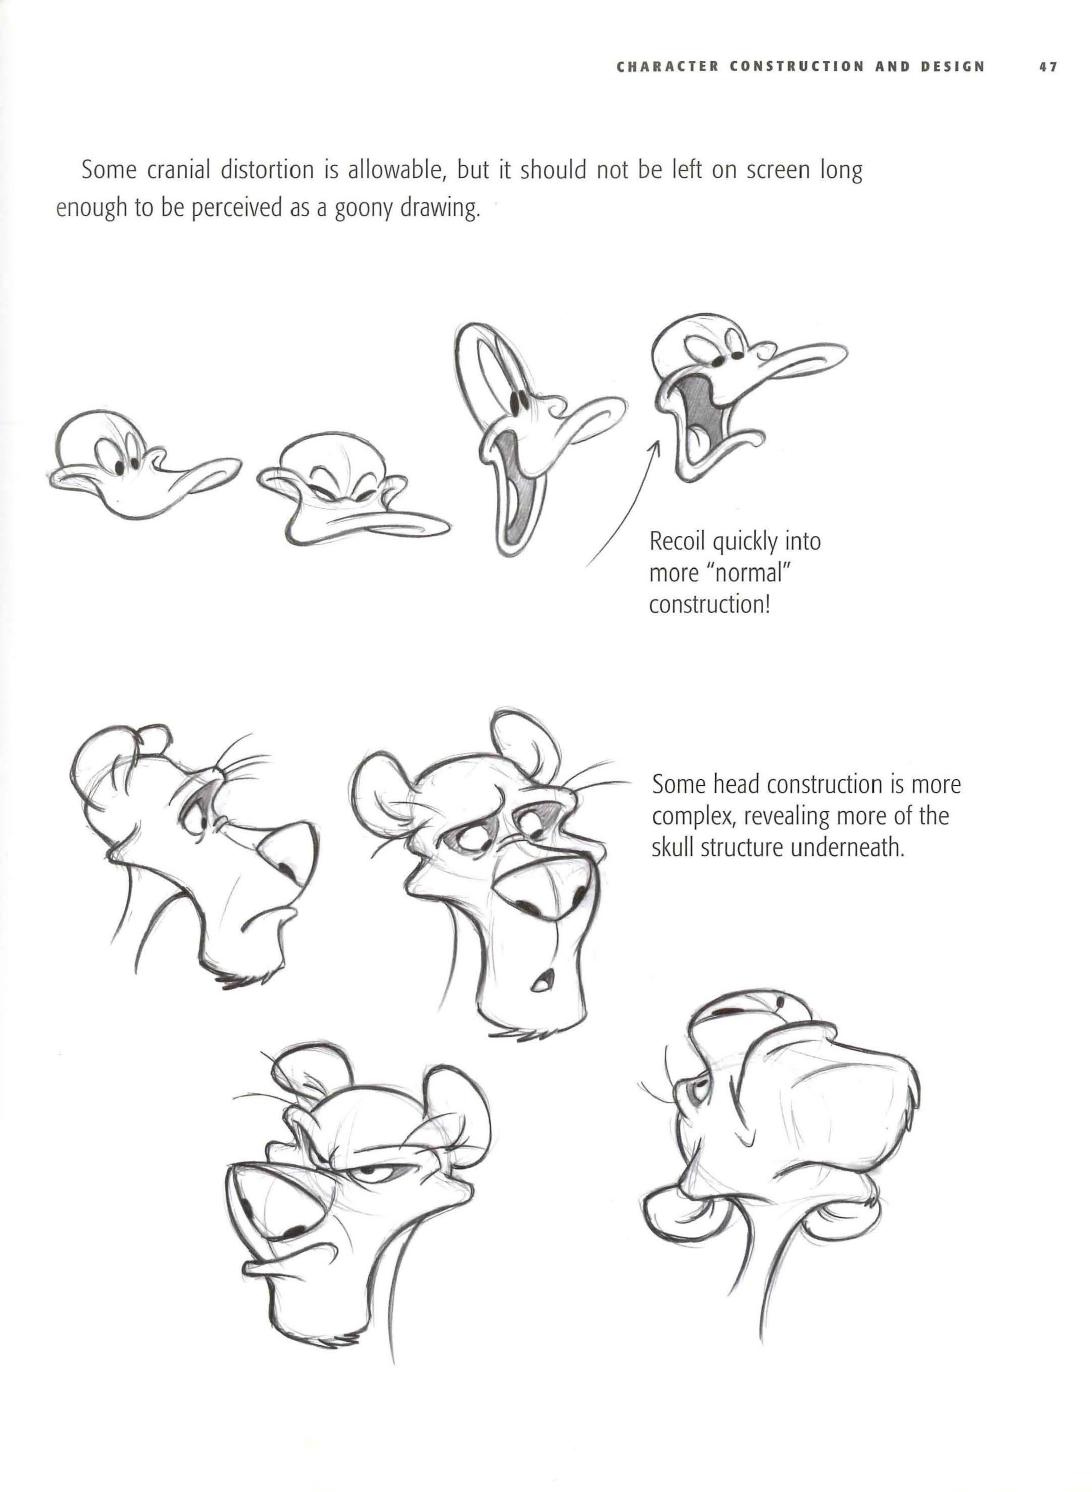 CHARACTER CONSTRUCTION AND DESIGN 47
Some cranial distortion is allowable, but it should not be left on screen long
enough to be perceived as a goony drawing.
Recoil quickly into
more “normal”
construction!
Some head construction is more
complex, revealing more of the
skull structure underneath.